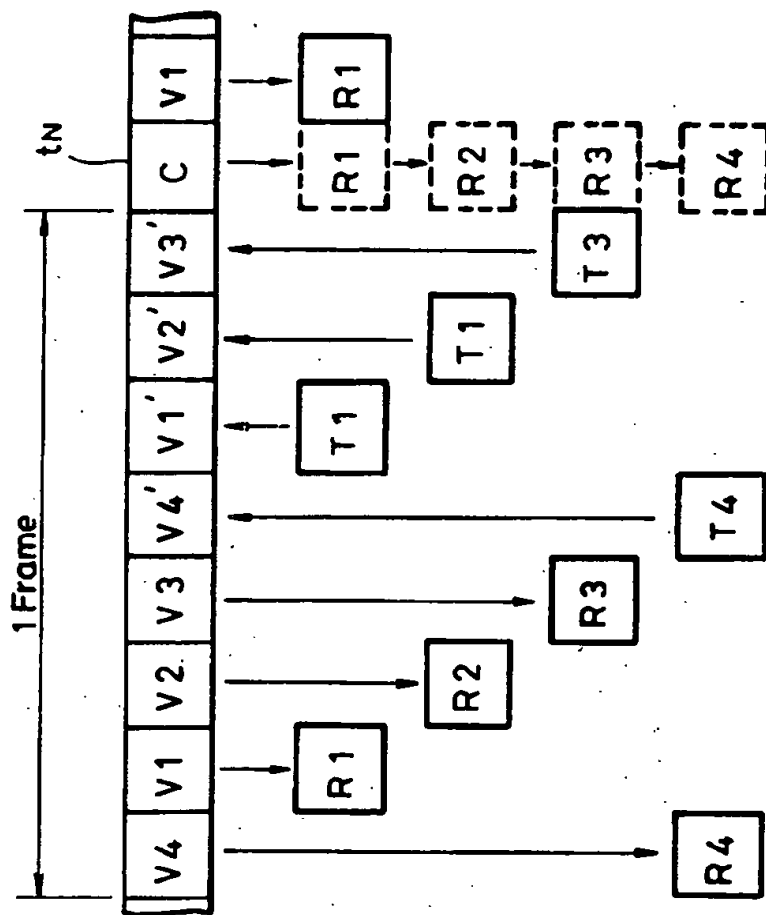 1 Frame
tN
V4 V1 V2 V3 V4' V1' V2' V3' C V1
R1 T1 R1 R1
R2 T1 R2
R3 T3 R3
R4 T4 R4